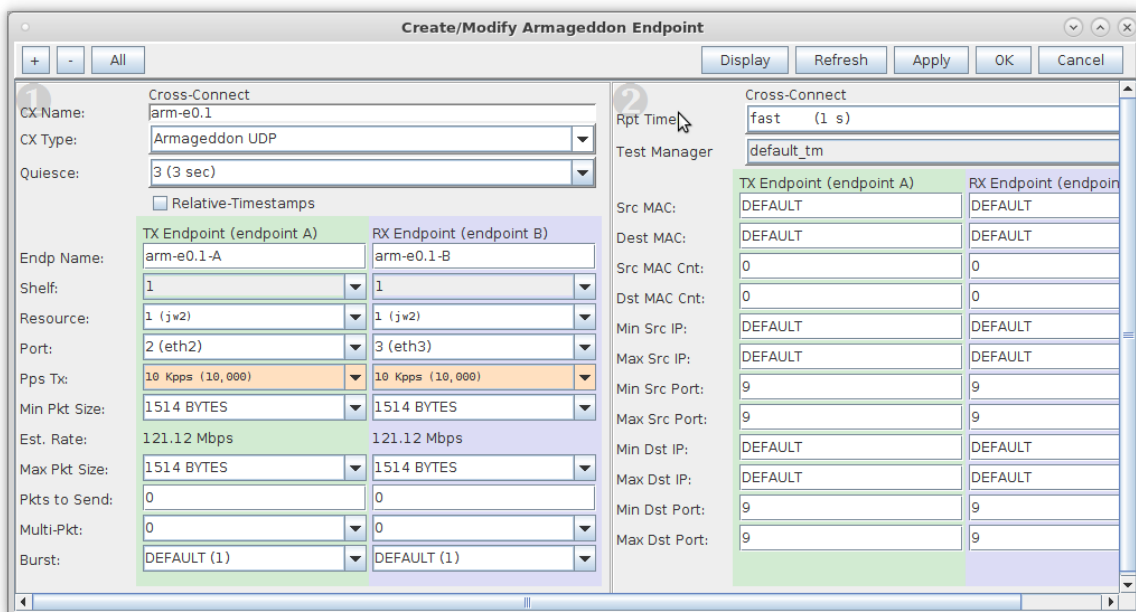 Create/Modify Armageddon Endpoint
+ - All Display Refresh Apply OK Cancel
1
Cross-Connect
CX Name: arm-e0.1
CX Type: Armageddon UDP
Quiesce: 3 (3 sec)
Relative-Timestamps
TX Endpoint (endpoint A) RX Endpoint (endpoint B)
Endp Name: arm-e0.1-A arm-e0.1-B
Shelf: 1 1
Resource: 1 (jw2) 1 (jw2)
Port: 2 (eth2) 3 (eth3)
Pps Tx: 10 Kpps (10,000) 10 Kpps (10,000)
Min Pkt Size: 1514 BYTES 1514 BYTES
Est. Rate: 121.12 Mbps 121.12 Mbps
Max Pkt Size: 1514 BYTES 1514 BYTES
Pkts to Send: 0 0
Multi-Pkt: 0 0
Burst: DEFAULT (1) DEFAULT (1)
2
Cross-Connect
Rpt Time fast (1 s)
Test Manager default_tm
TX Endpoint (endpoint A) RX Endpoint (endpoin
Src MAC: DEFAULT DEFAULT
Dest MAC: DEFAULT DEFAULT
Src MAC Cnt: 0 0
Dst MAC Cnt: 0 0
Min Src IP: DEFAULT DEFAULT
Max Src IP: DEFAULT DEFAULT
Min Src Port: 9 9
Max Src Port: 9 9
Min Dst IP: DEFAULT DEFAULT
Max Dst IP: DEFAULT DEFAULT
Min Dst Port: 9 9
Max Dst Port: 9 9